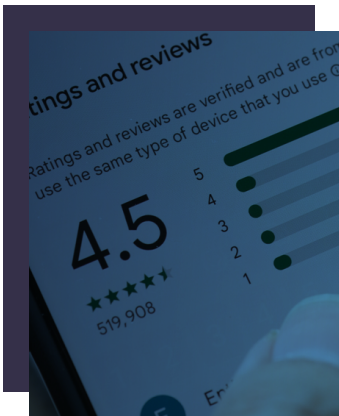 tings and reviews
Ratings and reviews are verified and are from
use the same type of device that you use
4.5
519,908
5
4
3
2
1